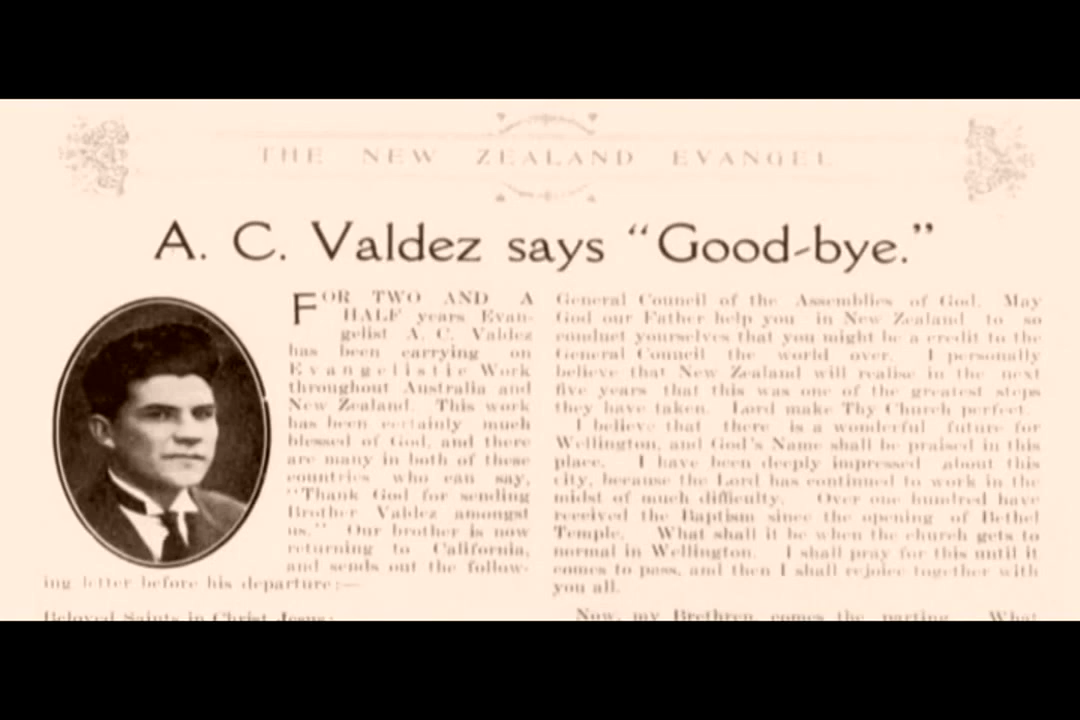 THE NEW ZEALAND EVANGEL
A. C. Valdez says "Good-bye."
FOR TWO AND A
HALF years Evan-
gelist A. C. Valdez
has been carrying on
Evangelistic Work
throughout Australia and
New Zealand. This work
has been certainly much
blessed of God, and there
are many in both of these
countries who can say,
"Thank God for sending
Brother Valdez amongst
us." Our brother is now
returning to California,
and sends out the follow-
ing letter before his departure:—
Beloved Saints in Christ Jesus:
General Council of the Assemblies of God. May
God our Father help you in New Zealand to so
conduct yourselves that you might be a credit to the
General Council the world over. I personally
believe that New Zealand will realise in the next
five years that this was one of the greatest steps
they have taken. Lord make Thy Church perfect.
I believe that there is a wonderful future for
Wellington, and God's Name shall be praised in this
place. I have been deeply impressed about this
city, because the Lord has continued to work in the
midst of much difficulty. Over one hundred have
received the Baptism since the opening of Bethel
Temple. What shall it be when the church gets to
normal in Wellington. I shall pray for this until it
comes to pass, and then I shall rejoice together with
you all.
Now, my Brethren comes the parting. What